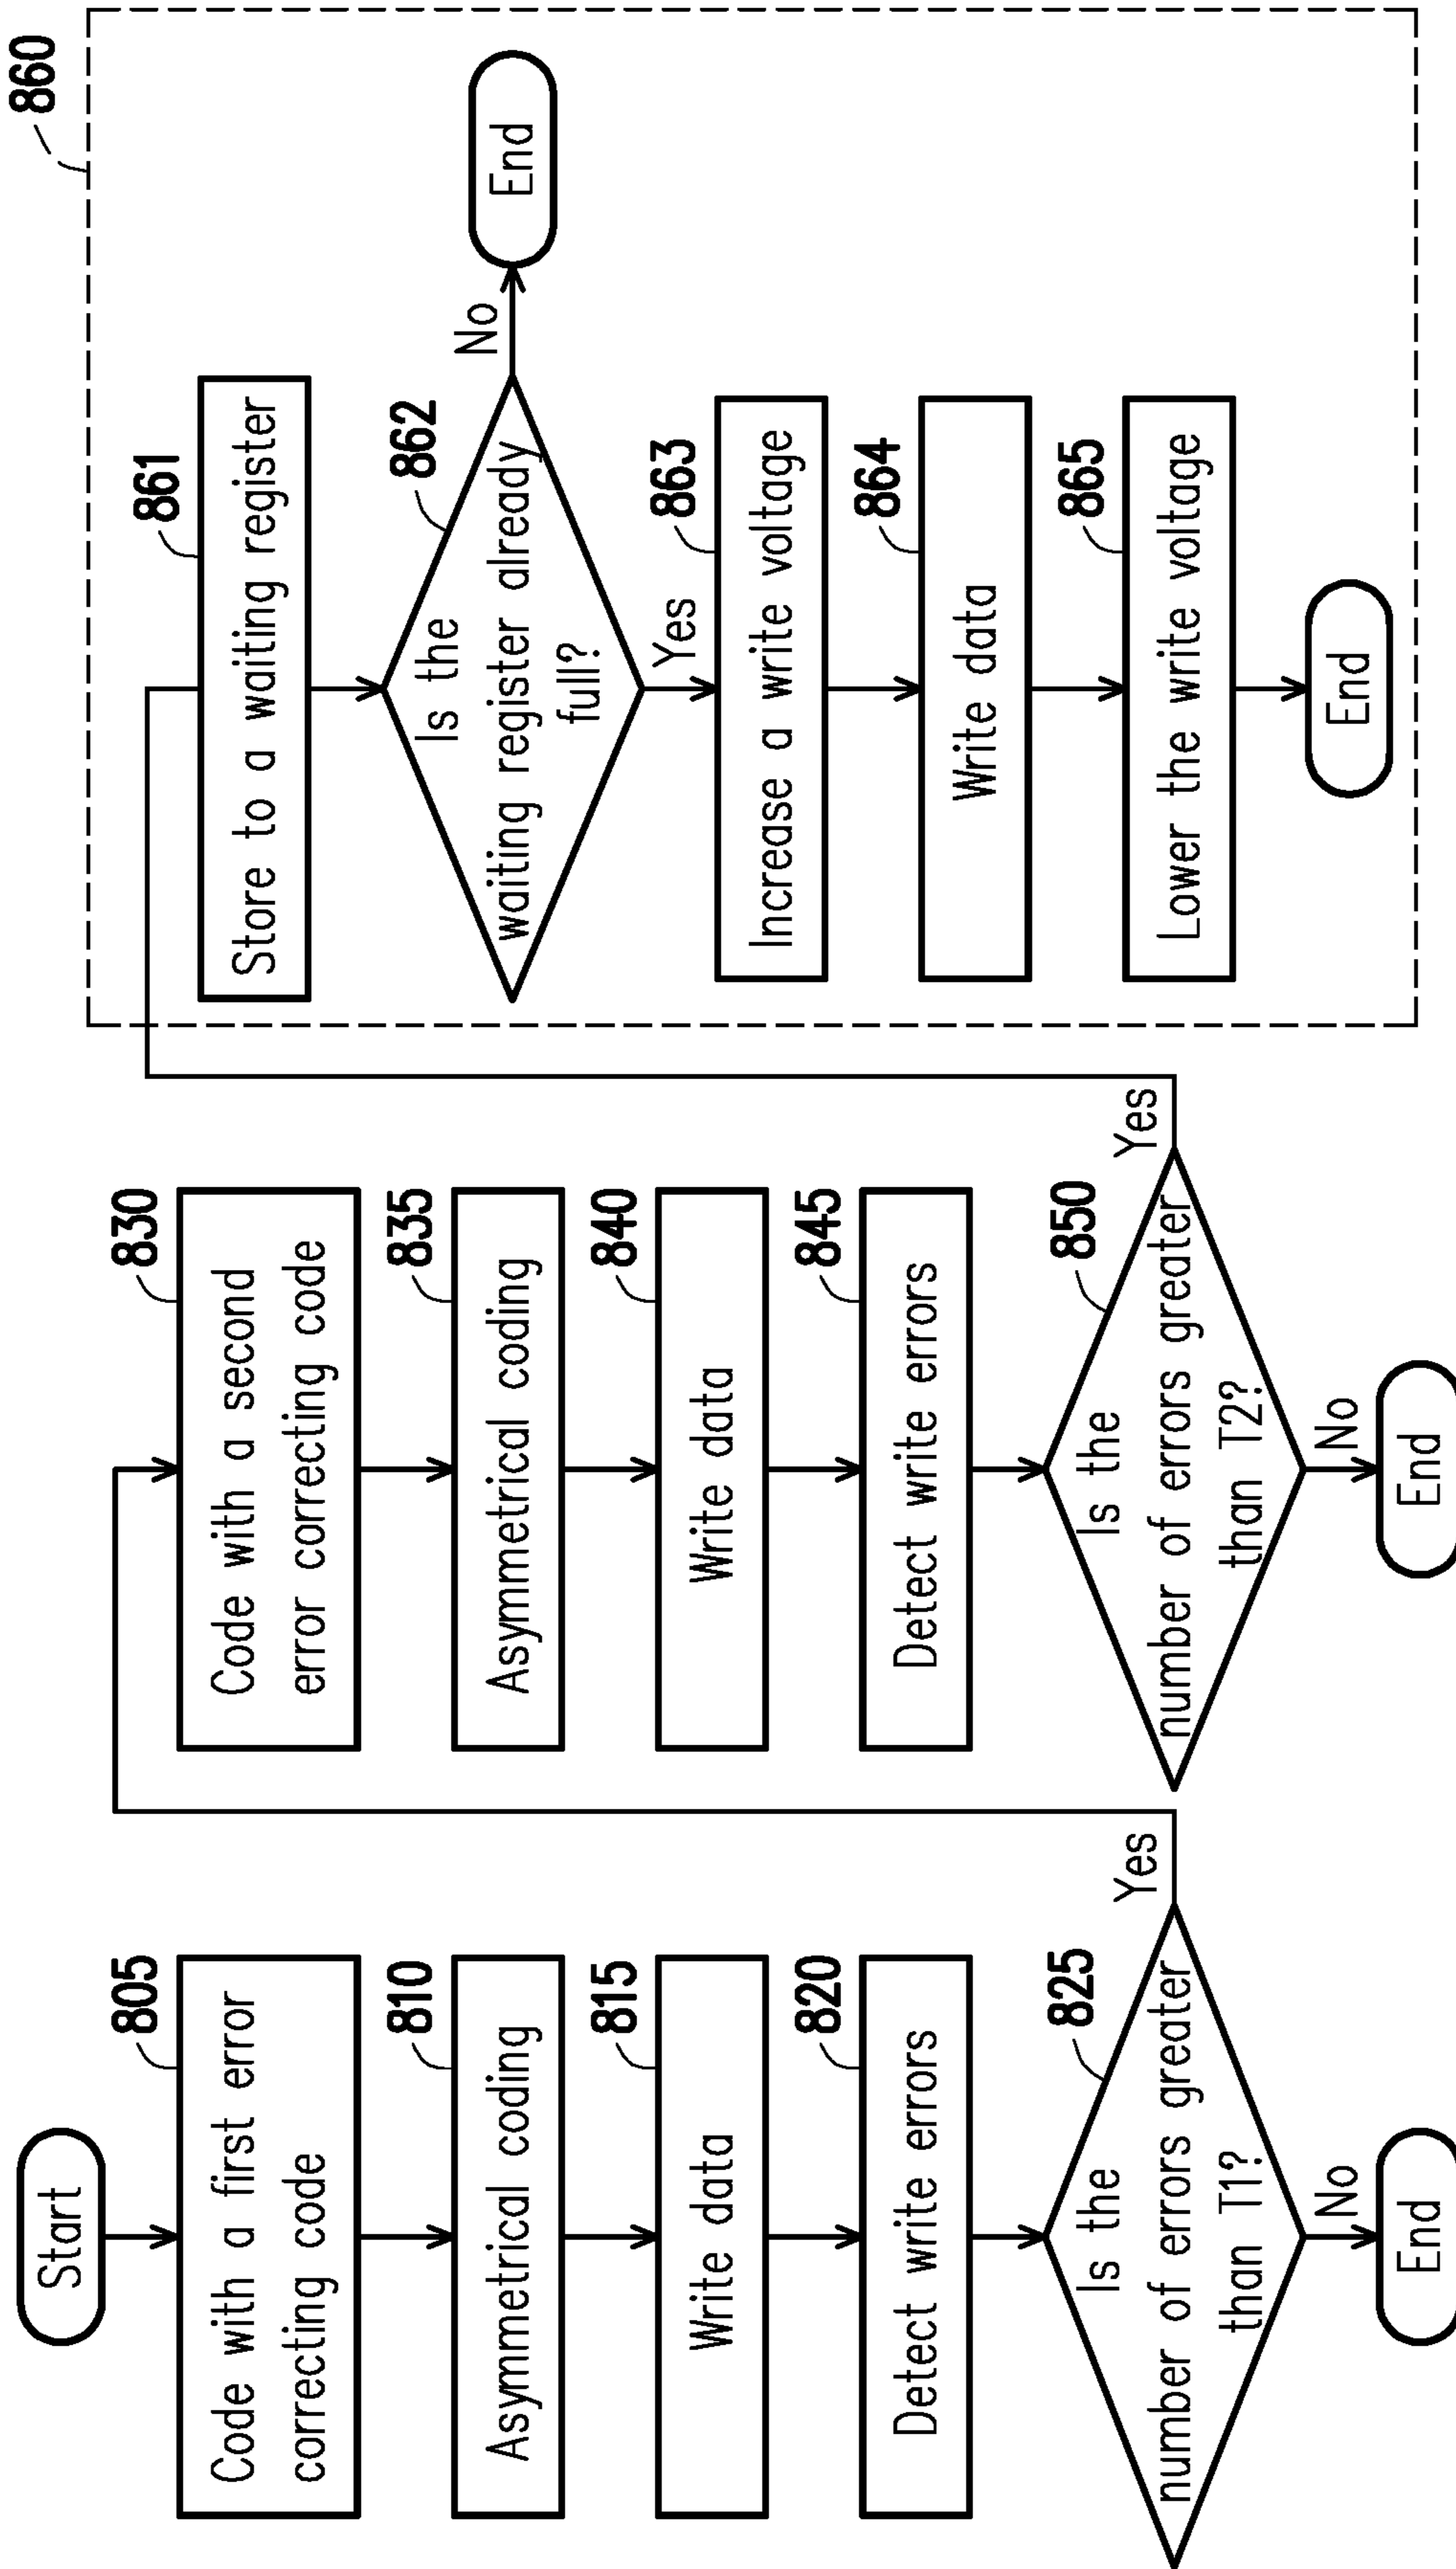 Start
805
Code with a first error
correcting code
810
Asymmetrical coding
815
Write data
820
Detect write errors
825
Is the
number of errors greater
than T1?
Yes
No
End
830
Code with a second
error correcting code
835
Asymmetrical coding
840
Write data
845
Detect write errors
850
Is the
number of errors greater
than T2?
Yes
No
End
860
861
Store to a waiting register
862
Is the
waiting register already
full?
No
End
Yes
863
Increase a write voltage
864
Write data
865
Lower the write voltage
End